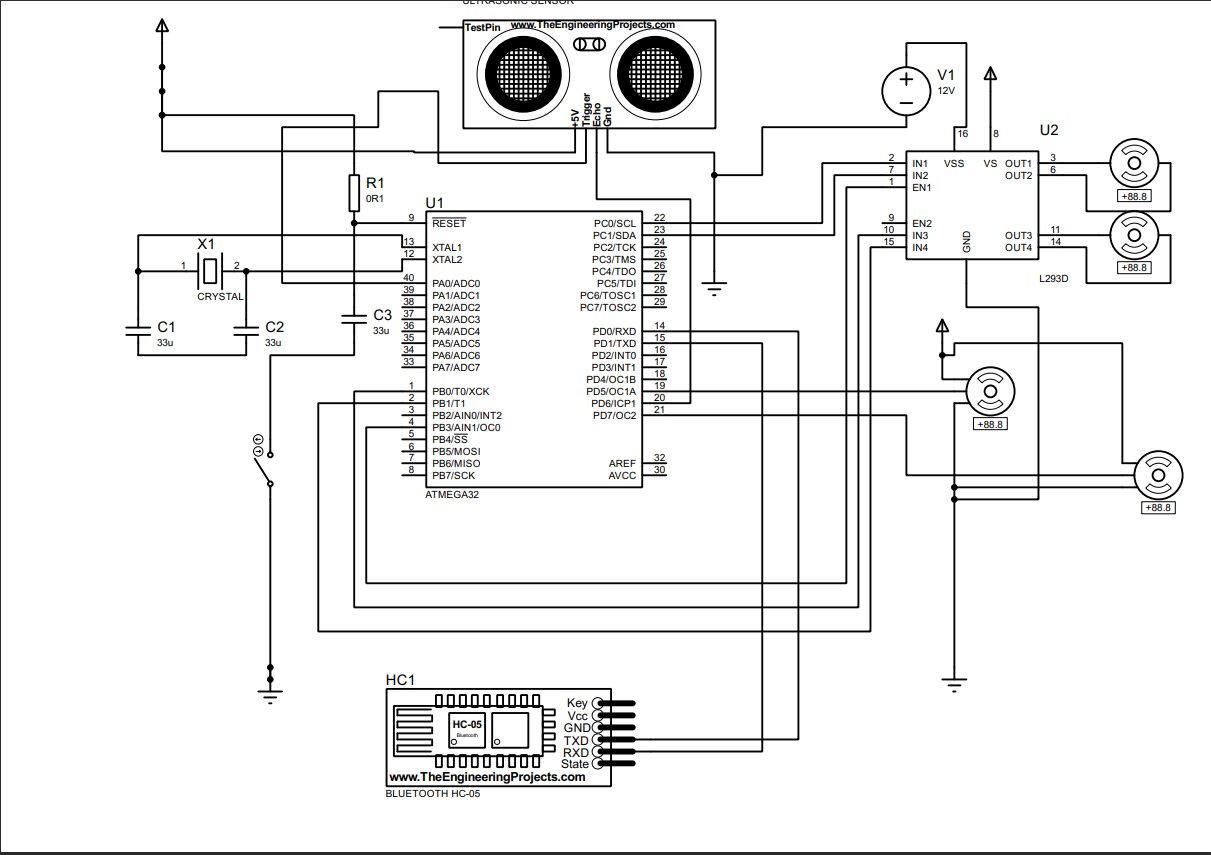 ULTRASONIC SENSOR
TestPin
www.TheEngineeringProjects.com
+5V
Trigger
Echo
Gnd
V1
12V
U2
16
8
2
7
1
9
10
15
IN1
IN2
EN1
EN2
IN3
IN4
VSS
VS
GND
OUT1
OUT2
OUT3
OUT4
3
6
11
14
L293D
+88.8
+88.8
R1
0R1
U1
9
RESET
13
XTAL1
12
XTAL2
40
PA0/ADC0
39
PA1/ADC1
38
PA2/ADC2
37
PA3/ADC3
36
PA4/ADC4
35
PA5/ADC5
34
PA6/ADC6
33
PA7/ADC7
1
PB0/T0/XCK
2
PB1/T1
3
PB2/AIN0/INT2
4
PB3/AIN1/OC0
5
PB4/SS
6
PB5/MOSI
7
PB6/MISO
8
PB7/SCK
PC0/SCL
22
PC1/SDA
23
PC2/TCK
24
PC3/TMS
25
PC4/TDO
26
PC5/TDI
27
PC6/TOSC1
28
PC7/TOSC2
29
PD0/RXD
14
PD1/TXD
15
PD2/INT0
16
PD3/INT1
17
PD4/OC1B
18
PD5/OC1A
19
PD6/ICP1
20
PD7/OC2
21
AREF
32
AVCC
30
ATMEGA32
X1
1
2
CRYSTAL
C1
33u
C2
33u
C3
33u
+88.8
+88.8
HC1
HC-05
Bluetooth
Key
Vcc
GND
TXD
RXD
State
www.TheEngineeringProjects.com
BLUETOOTH HC-05